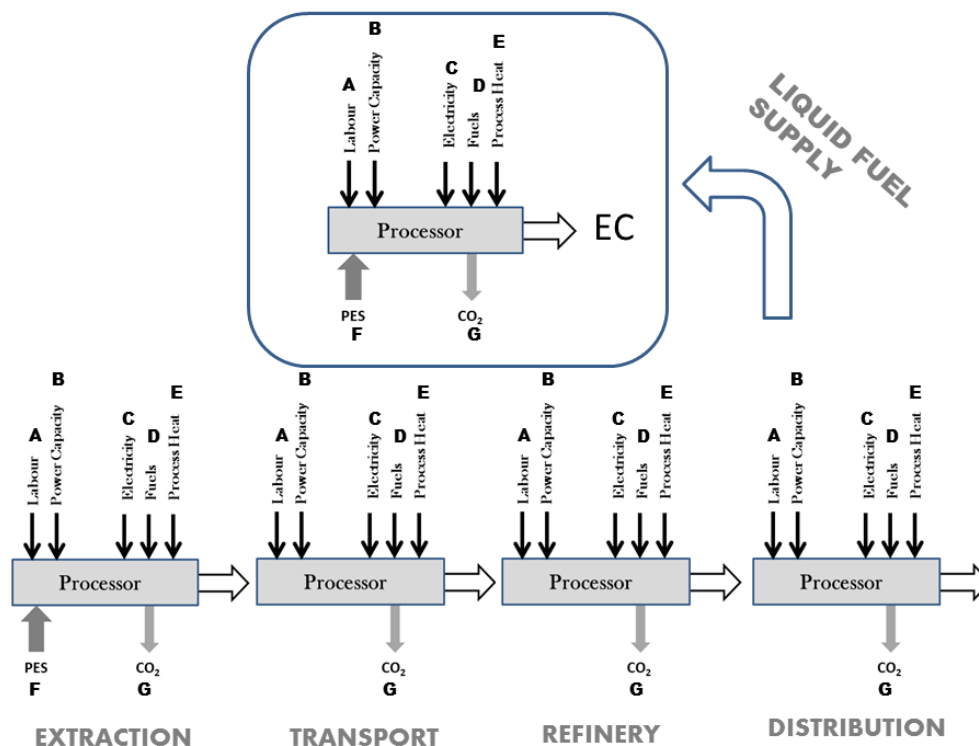 B
E
A
C
D
Labour
Power Capacity
Electricity
Fuels
Process Heat
Processor
EC
PES
F
CO₂
G
LIQUID FUEL
SUPPLY
B
A
C
D
E
Labour
Power Capacity
Electricity
Fuels
Process Heat
Processor
PES
F
CO₂
G
EXTRACTION
B
A
C
D
E
Labour
Power Capacity
Electricity
Fuels
Process Heat
Processor
CO₂
G
TRANSPORT
B
A
C
D
E
Labour
Power Capacity
Electricity
Fuels
Process Heat
Processor
CO₂
G
REFINERY
B
A
C
D
E
Labour
Power Capacity
Electricity
Fuels
Process Heat
Processor
CO₂
G
DISTRIBUTION